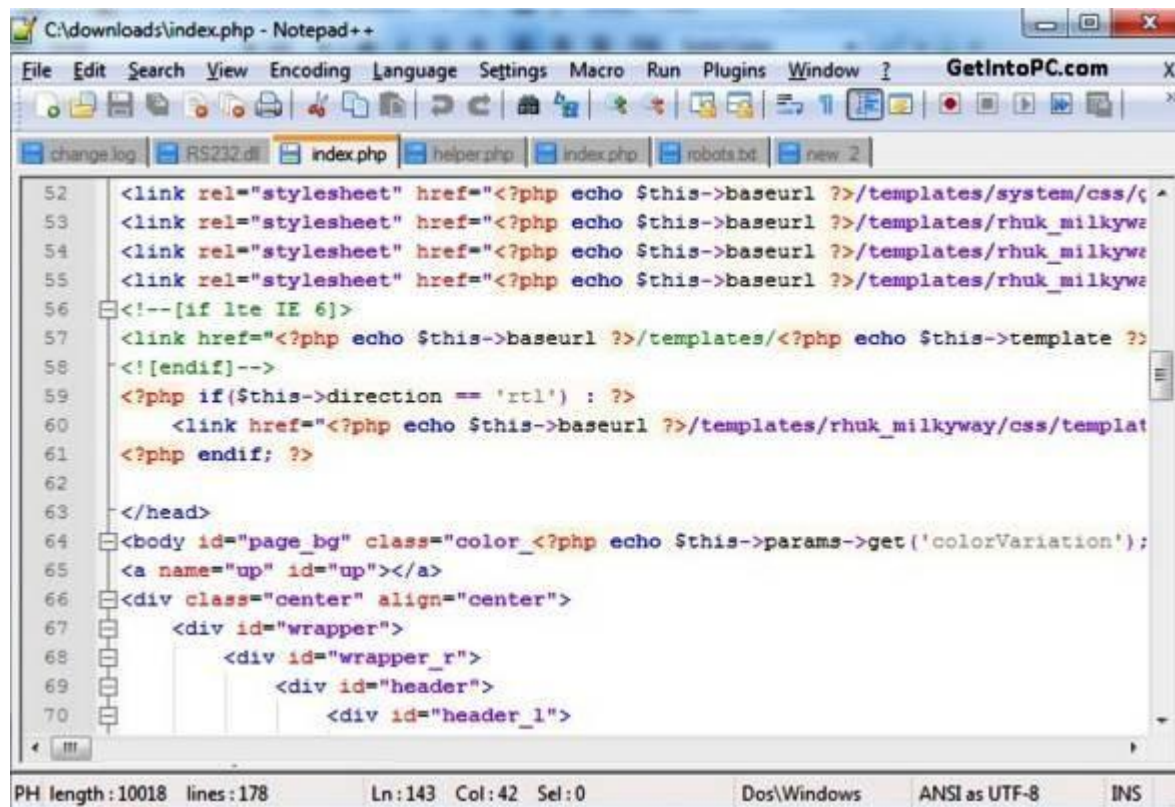 C:\downloads\index.php - Notepad++
File Edit Search View Encoding Language Settings Macro Run Plugins Window ? GetIntoPC.com X
change.log RS232.dll index.php helper.php index.php robots.txt new 2
52 <link rel="stylesheet" href="<?php echo $this->baseurl ?>/templates/system/css/
53 <link rel="stylesheet" href="<?php echo $this->baseurl ?>/templates/rhuk_milkywa
54 <link rel="stylesheet" href="<?php echo $this->baseurl ?>/templates/rhuk_milkywa
55 <link rel="stylesheet" href="<?php echo $this->baseurl ?>/templates/rhuk_milkywa
56 <!--[if lte IE 6]>
57 <link href="<?php echo $this->baseurl ?>/templates/<?php echo $this->template ?>
58 <![endif]-->
59 <?php if($this->direction == 'rtl') : ?>
60 <link href="<?php echo $this->baseurl ?>/templates/rhuk_milkyway/css/templat
61 <?php endif; ?>
62
63 </head>
64 <body id="page_bg" class="color_<?php echo $this->params->get('colorVariation');
65 <a name="up" id="up"></a>
66 <div class="center" align="center">
67 <div id="wrapper">
68 <div id="wrapper_r">
69 <div id="header">
70 <div id="header_l">
PH length : 10018 lines : 178 Ln : 143 Col : 42 Sel : 0 Dos\Windows ANSI as UTF-8 INS